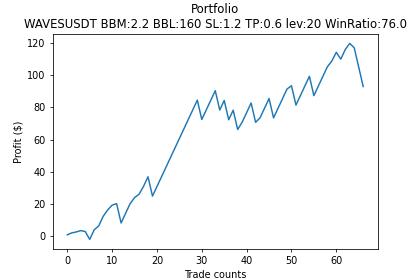 Portfolio
WAVESUSDT BBM:2.2 BBL:160 SL:1.2 TP:0.6 lev:20 WinRatio:76.0
120
100
80
60
40
20
0
Profit ($)
0 10 20 30 40 50 60
Trade counts